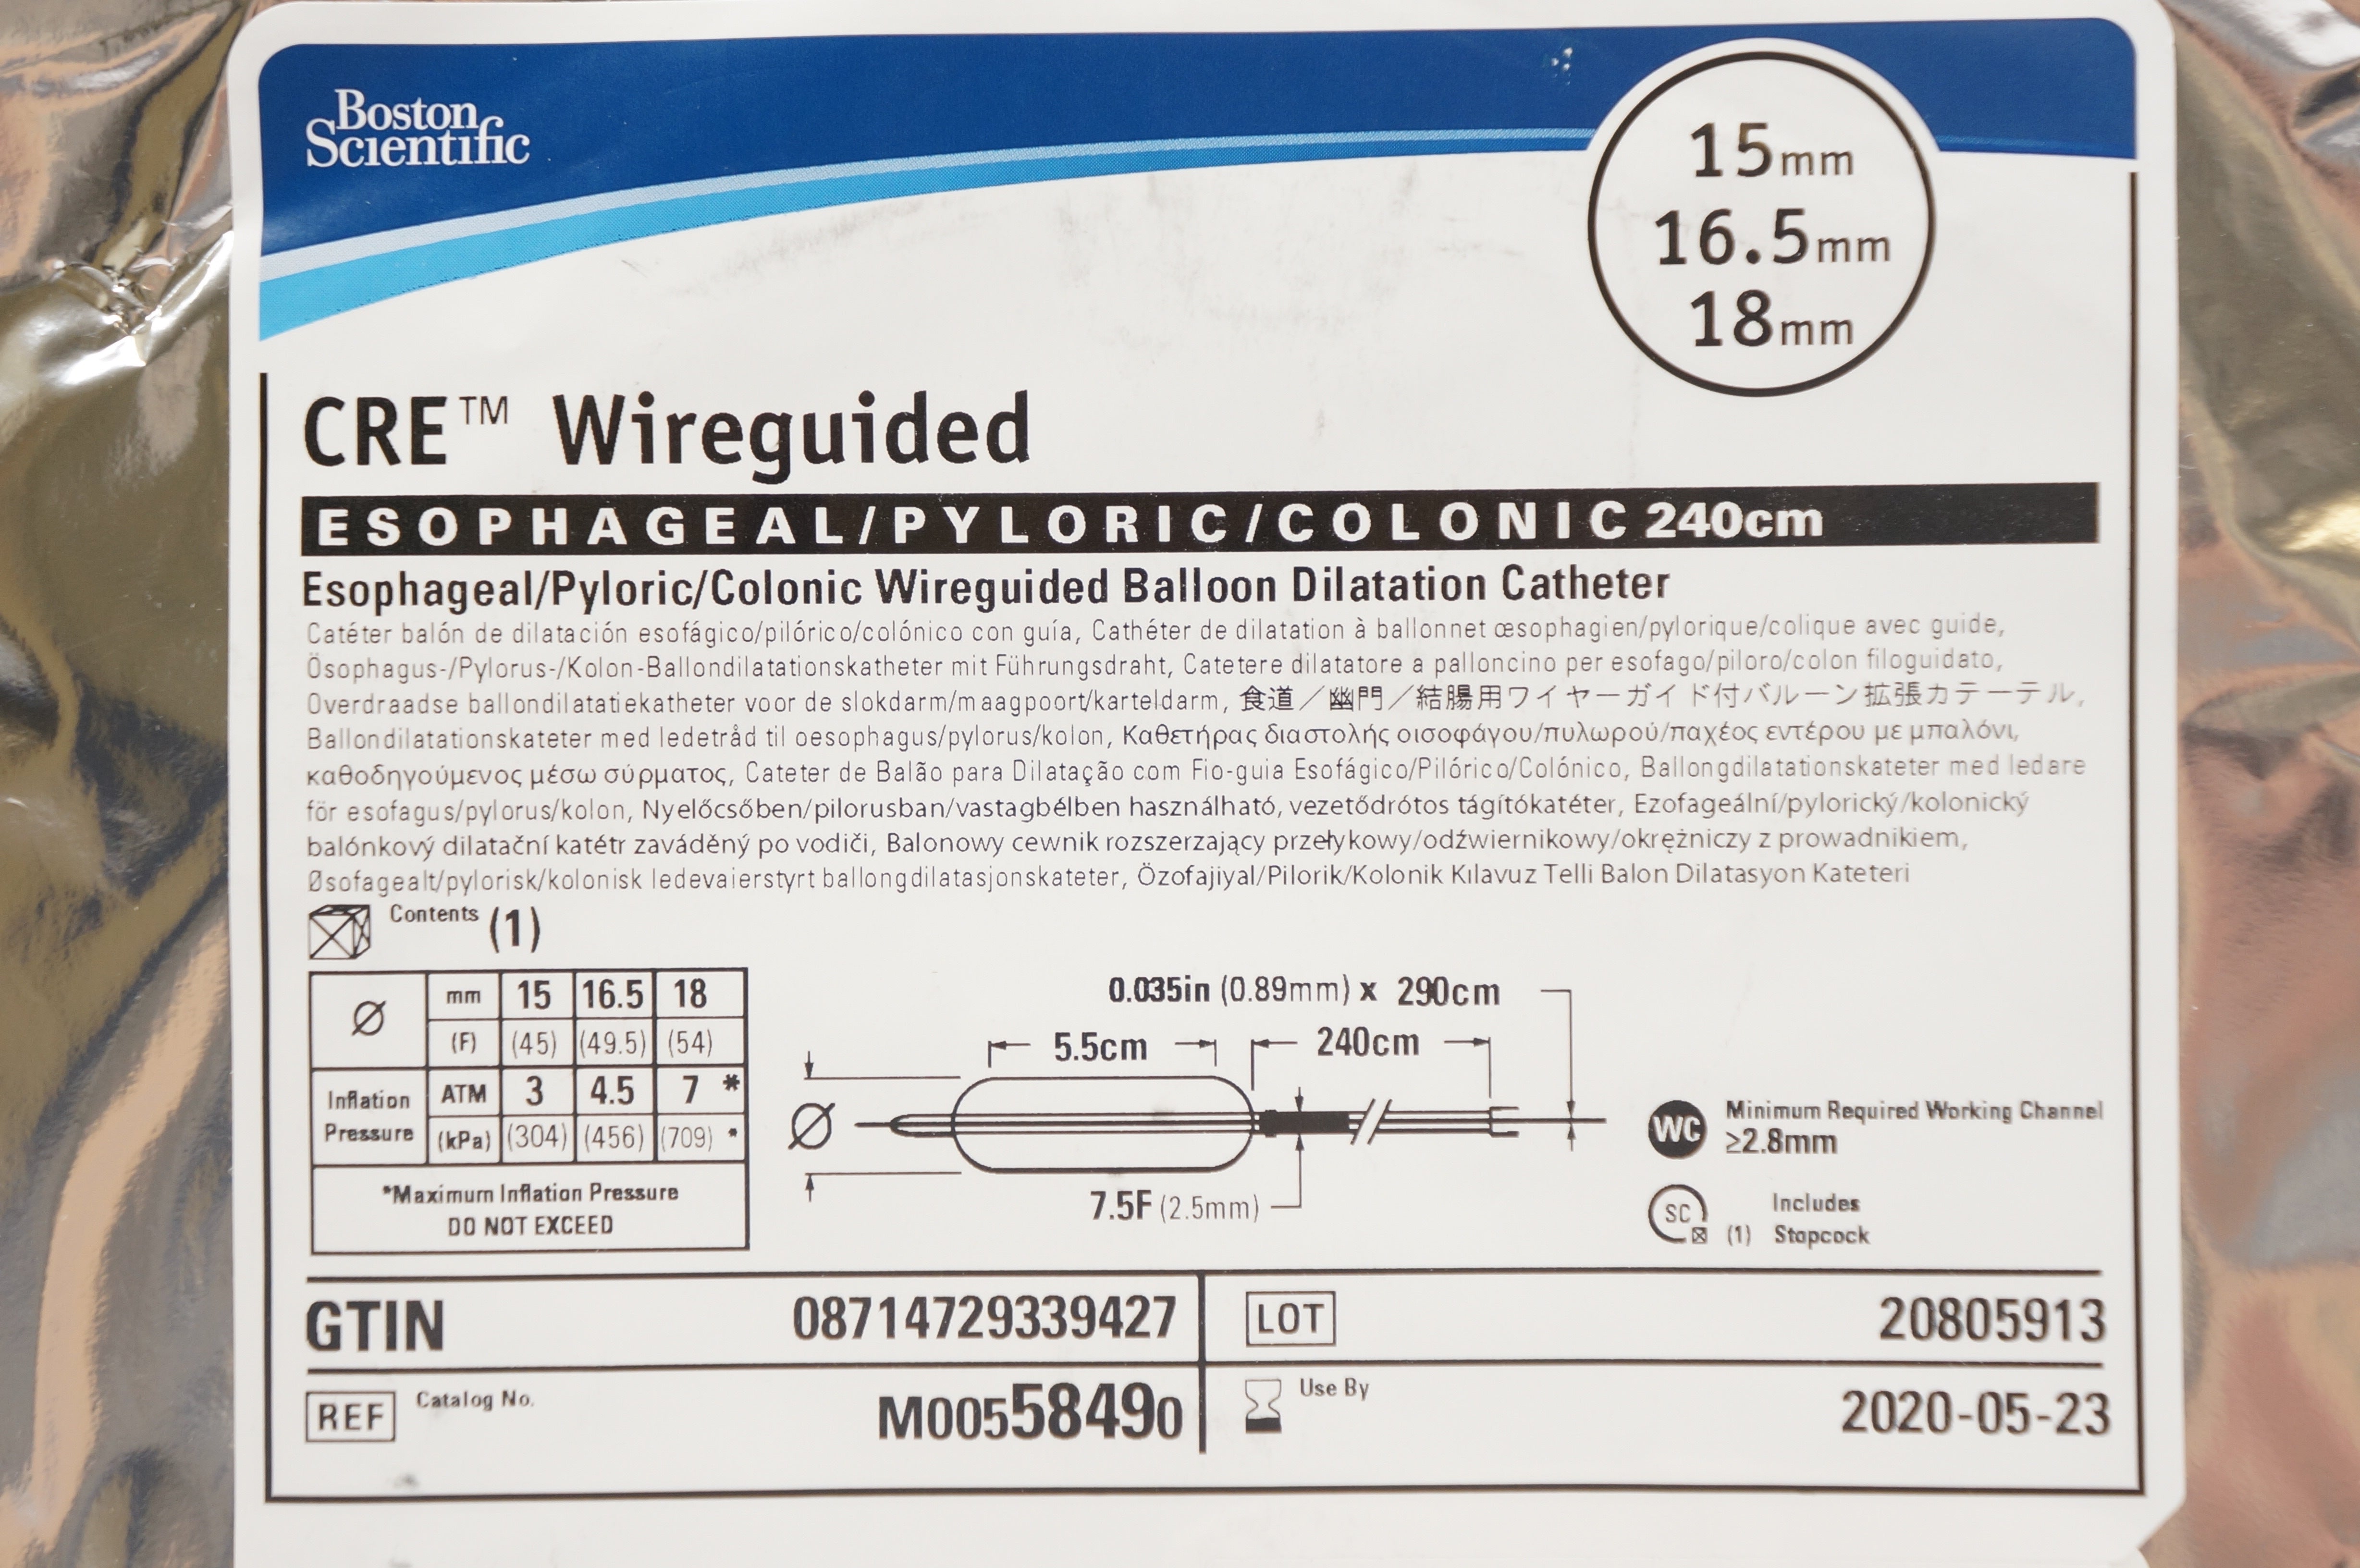 Boston
Scientific
15mm
16.5mm
18mm
CRE™ Wireguided
ESOPHAGEAL/PYLORIC/COLONIC 240cm
Esophageal/Pyloric/Colonic Wireguided Balloon Dilatation Catheter
Catéter balón de dilatación esofágico/pilórico/colónico con guía, Cathéter de dilatation à ballonnet œsophagien/pylorique/colique avec guide,
Ösophagus-/Pylorus-/Kolon-Ballondilatationskatheter mit Führungsdraht, Catetere dilatatore a palloncino per esofago/piloro/colon filoguidato,
Overdraadse ballondilatatiekatheter voor de slokdarm/maagpoort/karteldarm, 食道／幽門／結腸用ワイヤーガイド付バルーン拡張カテーテル,
Ballondilatationskateter med ledetråd til oesophagus/pylorus/kolon, Καθετήρας διαστολής οισοφάγου/πυλωρού/παχέος εντέρου με μπαλόνι,
καθοδηγούμενος μέσω σύρματος, Cateter de Balão para Dilatação com Fio-guia Esofágico/Pilórico/Colónico, Ballongdilatationskateter med ledare
för esofagus/pylorus/kolon, Nyelőcsőben/pilorusban/vastagbélben használható, vezetődrótos tágítókatéter, Ezofageální/pylorický/kolonický
balónkový dilatační katétr zaváděný po vodiči, Balonowy cewnik rozszerzający przełykowy/odźwiernikowy/okrężniczy z prowadnikiem,
Øsofagealt/pylorisk/kolonisk ledevaierstyrt ballongdilatasjonskateter, Özofajiyal/Pilorik/Kolonik Kılavuz Telli Balon Dilatasyon Kateteri
Contents (1)
Ø mm 15 16.5 18
(F) (45) (49.5) (54)
Inflation Pressure ATM 3 4.5 7 *
(kPa) (304) (456) (709) *
*Maximum Inflation Pressure
DO NOT EXCEED
0.035in (0.89mm) x 290cm
5.5cm 240cm
Ø
7.5F (2.5mm)
WC Minimum Required Working Channel
≥2.8mm
SC Includes
(1) Stopcock
GTIN 08714729339427
LOT 20805913
REF Catalog No. M00558490
Use By 2020-05-23